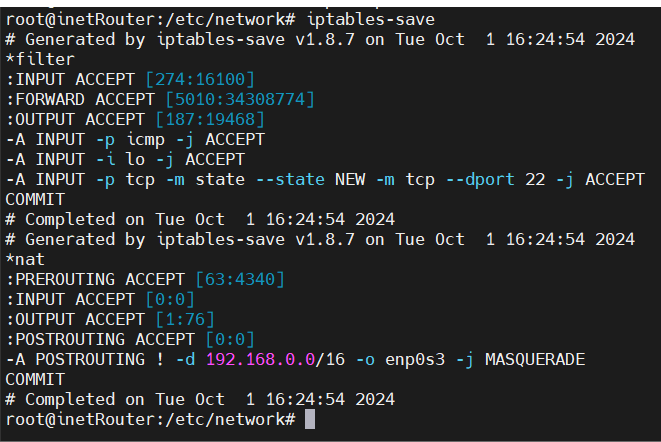 root@inetRouter:/etc/network# iptables-save
# Generated by iptables-save v1.8.7 on Tue Oct  1 16:24:54 2024
*filter
:INPUT ACCEPT [274:16100]
:FORWARD ACCEPT [5010:34308774]
:OUTPUT ACCEPT [187:19468]
-A INPUT -p icmp -j ACCEPT
-A INPUT -i lo -j ACCEPT
-A INPUT -p tcp -m state --state NEW -m tcp --dport 22 -j ACCEPT
COMMIT
# Completed on Tue Oct  1 16:24:54 2024
# Generated by iptables-save v1.8.7 on Tue Oct  1 16:24:54 2024
*nat
:PREROUTING ACCEPT [63:4340]
:INPUT ACCEPT [0:0]
:OUTPUT ACCEPT [1:76]
:POSTROUTING ACCEPT [0:0]
-A POSTROUTING ! -d 192.168.0.0/16 -o enp0s3 -j MASQUERADE
COMMIT
# Completed on Tue Oct  1 16:24:54 2024
root@inetRouter:/etc/network#